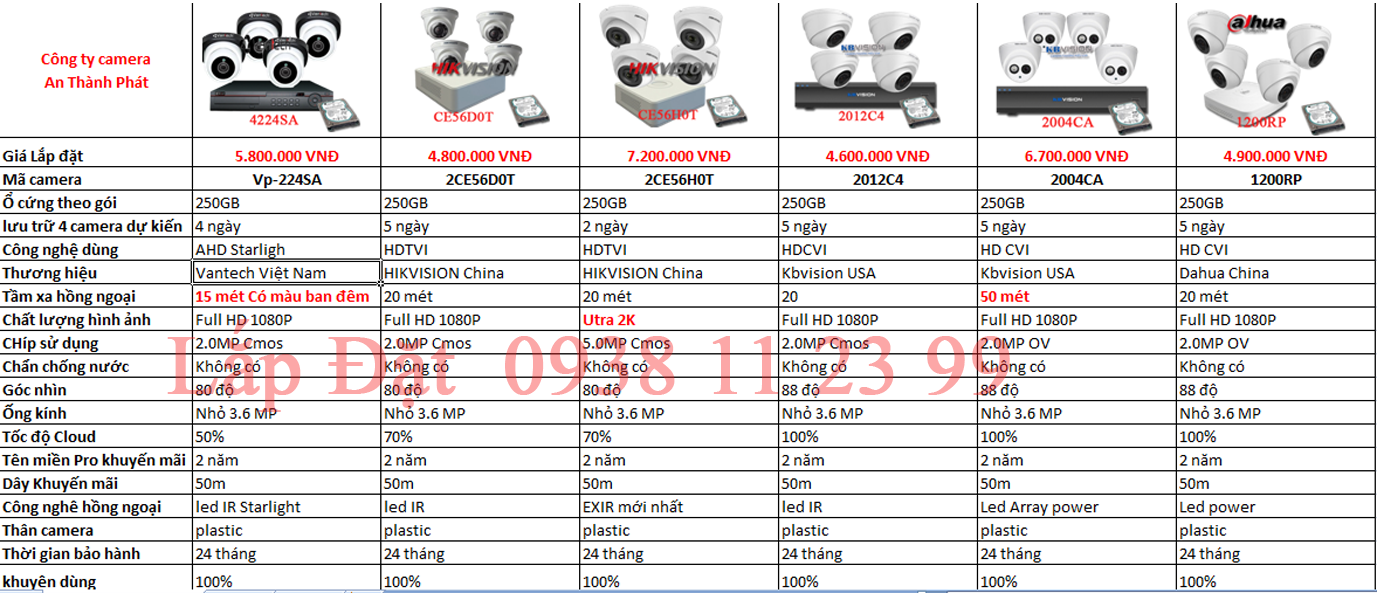 Công ty camera
An Thành Phát
4224SA
HIKVISION
CE56D0T
HIKVISION
CE56H0T
KBVISION
KBVISION
2012C4
KBVISION
KBVISION
2004CA
alhua
1200RP
Giá Lắp đặt 5.800.000 VNĐ 4.800.000 VNĐ 7.200.000 VNĐ 4.600.000 VNĐ 6.700.000 VNĐ 4.900.000 VNĐ
Mã camera Vp-224SA 2CE56D0T 2CE56H0T 2012C4 2004CA 1200RP
Ổ cứng theo gói 250GB 250GB 250GB 250GB 250GB 250GB
lưu trữ 4 camera dự kiến 4 ngày 5 ngày 2 ngày 5 ngày 5 ngày 5 ngày
Công nghệ dùng AHD Starligh HDTVI HDTVI HDCVI HD CVI HD CVI
Thương hiệu Vantech Việt Nam HIKVISION China HIKVISION China Kbvision USA Kbvision USA Dahua China
Tầm xa hồng ngoại 15 mét Có màu ban đêm 20 mét 20 mét 20 50 mét 20 mét
Chất lượng hình ảnh Full HD 1080P Full HD 1080P Utra 2K Full HD 1080P Full HD 1080P Full HD 1080P
CHíp sử dụng 2.0MP Cmos 2.0MP Cmos 5.0MP Cmos 2.0MP Cmos 2.0MP OV 2.0MP OV
Lắp Đặt 0938 11 23 99
Chẩn chống nước Không có Không có Không có Không có Không có Không có
Góc nhìn 80 độ 80 độ 80 độ 88 độ 88 độ 88 độ
Ống kính Nhỏ 3.6 MP Nhỏ 3.6 MP Nhỏ 3.6 MP Nhỏ 3.6 MP Nhỏ 3.6 MP Nhỏ 3.6 MP
Tốc độ Cloud 50% 70% 70% 100% 100% 100%
Tên miền Pro khuyến mãi 2 năm 2 năm 2 năm 2 năm 2 năm 2 năm
Dây Khuyến mãi 50m 50m 50m 50m 50m 50m
Công nghê hồng ngoại led IR Starlight led IR EXIR mới nhất led IR Led Array power Led power
Thân camera plastic plastic plastic plastic plastic plastic
Thời gian bảo hành 24 tháng 24 tháng 24 tháng 24 tháng 24 tháng 24 tháng
khuyên dùng 100% 100% 100% 100% 100% 100%